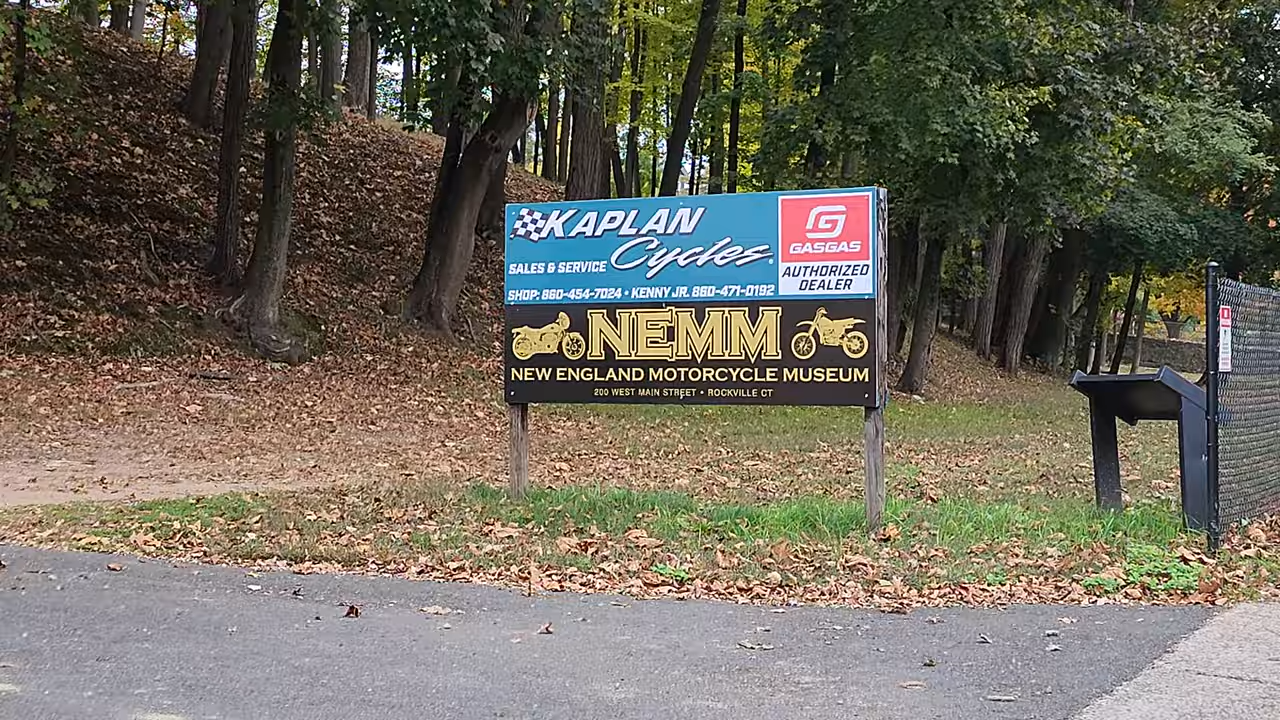 KAPLAN
Cycles
SALES & SERVICE
SHOP: 860-454-7024 • KENNY JR. 860-471-0192
GASGAS
AUTHORIZED
DEALER
NEMM
NEW ENGLAND MOTORCYCLE MUSEUM
200 WEST MAIN STREET • ROCKVILLE CT